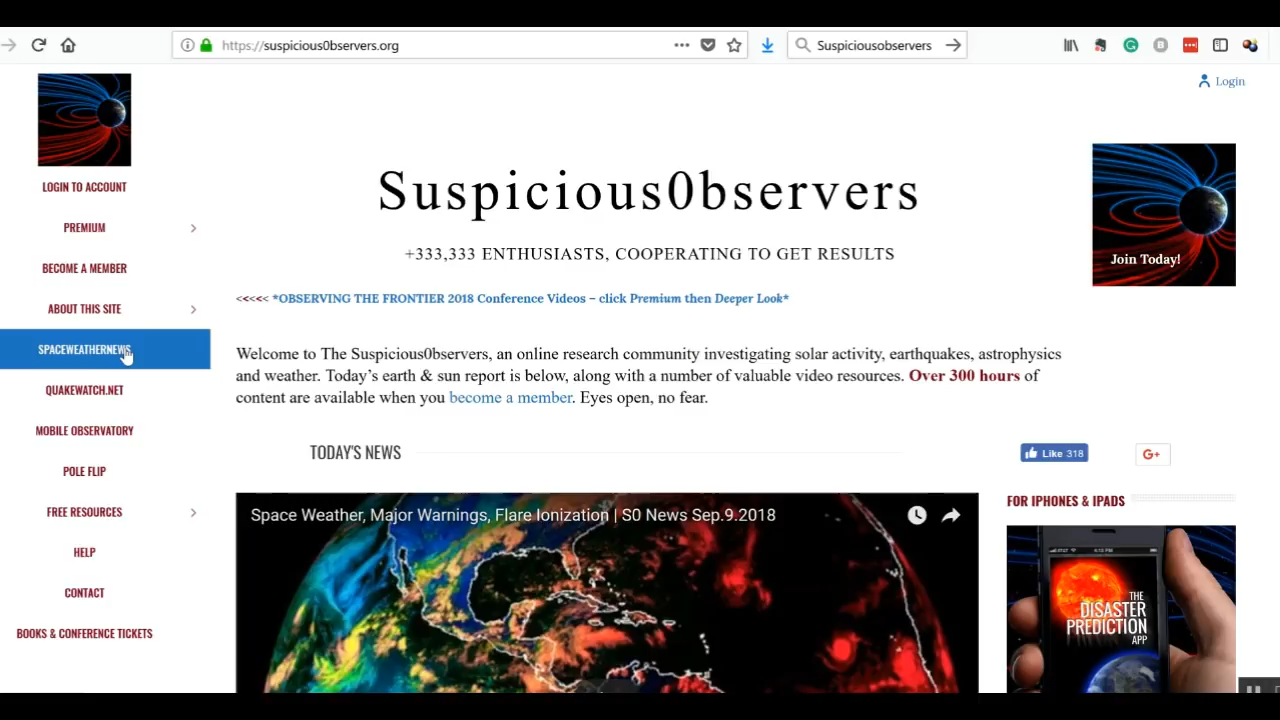 https://suspicious0bservers.org
Suspiciousobservers
Login
LOGIN TO ACCOUNT
PREMIUM
BECOME A MEMBER
ABOUT THIS SITE
SPACEWEATHERNEWS
QUAKEWATCH.NET
MOBILE OBSERVATORY
POLE FLIP
FREE RESOURCES
HELP
CONTACT
BOOKS & CONFERENCE TICKETS
Suspicious0bservers
+333,333 ENTHUSIASTS, COOPERATING TO GET RESULTS
Join Today!
<<<<< *OBSERVING THE FRONTIER 2018 Conference Videos – click Premium then Deeper Look*
Welcome to The Suspicious0bservers, an online research community investigating solar activity, earthquakes, astrophysics
and weather. Today's earth & sun report is below, along with a number of valuable video resources. Over 300 hours of
content are available when you become a member. Eyes open, no fear.
TODAY'S NEWS
Like 318
G+
Space Weather, Major Warnings, Flare Ionization | S0 News Sep.9.2018
FOR IPHONES & IPADS
4:13 PM
THE
DISASTER
PREDICTION
APP